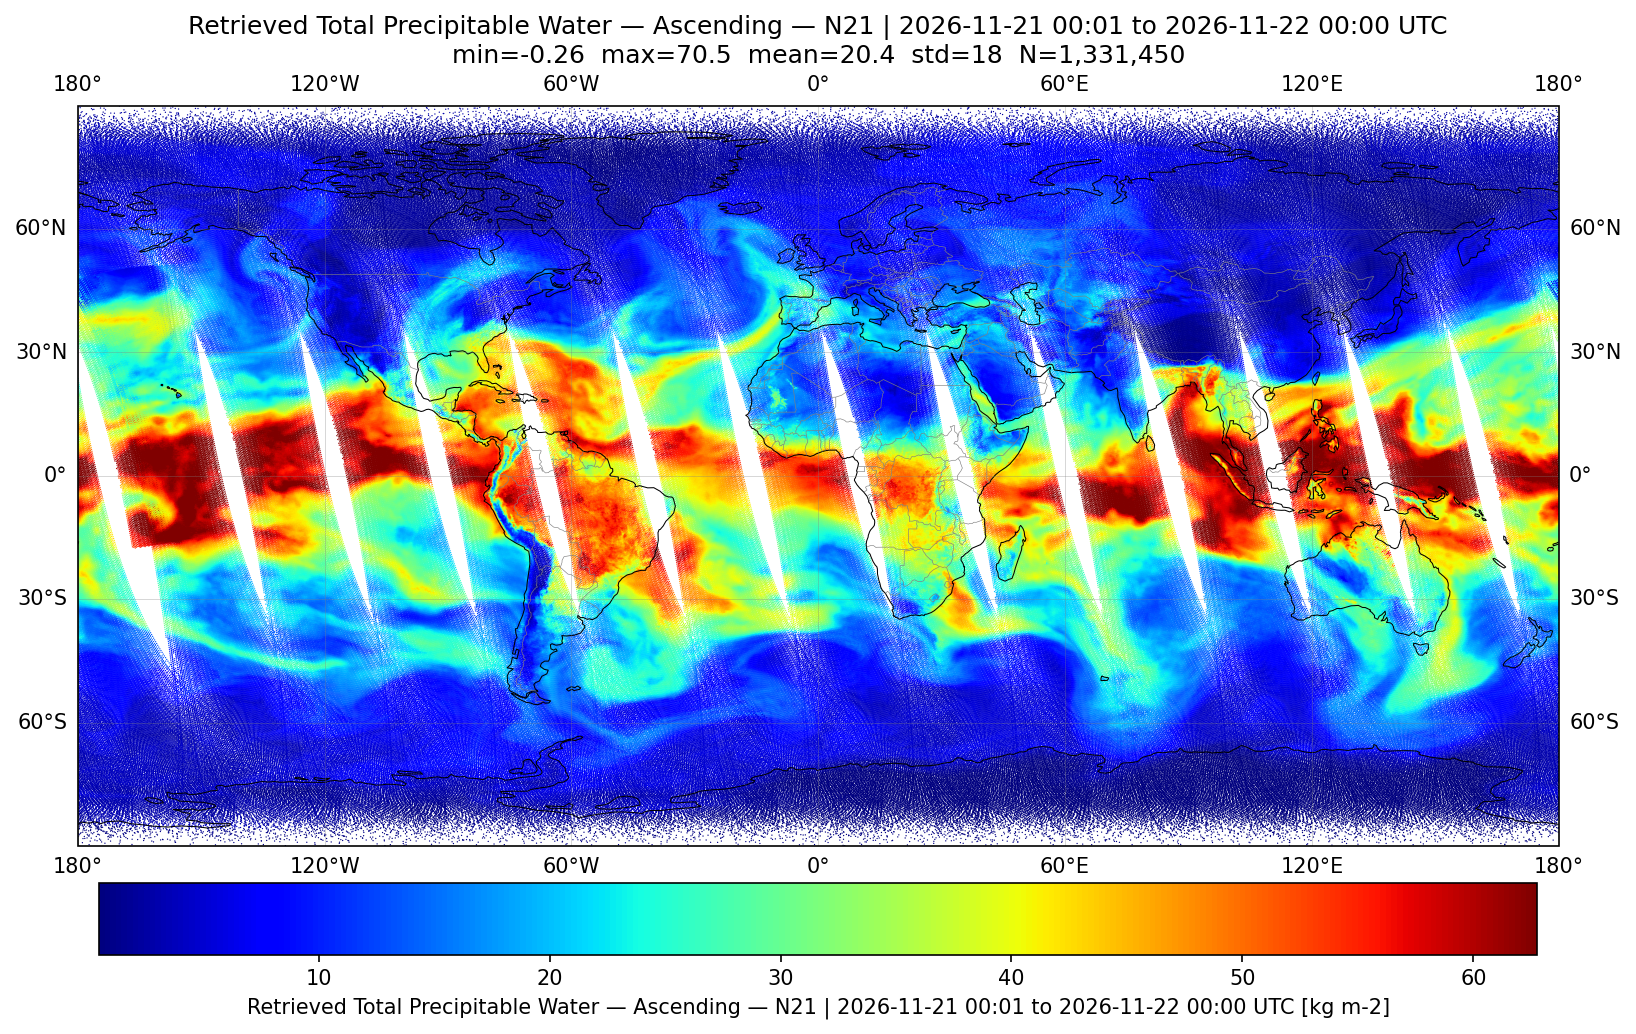 Retrieved Total Precipitable Water — Ascending — N21 | 2026-11-21 00:01 to 2026-11-22 00:00 UTC
min=-0.26 max=70.5 mean=20.4 std=18 N=1,331,450
180° 120°W 60°W 0° 60°E 120°E 180°
60°N 60°N
30°N 30°N
0° 0°
30°S 30°S
60°S 60°S
180° 120°W 60°W 0° 60°E 120°E 180°
10 20 30 40 50 60
Retrieved Total Precipitable Water — Ascending — N21 | 2026-11-21 00:01 to 2026-11-22 00:00 UTC [kg m-2]